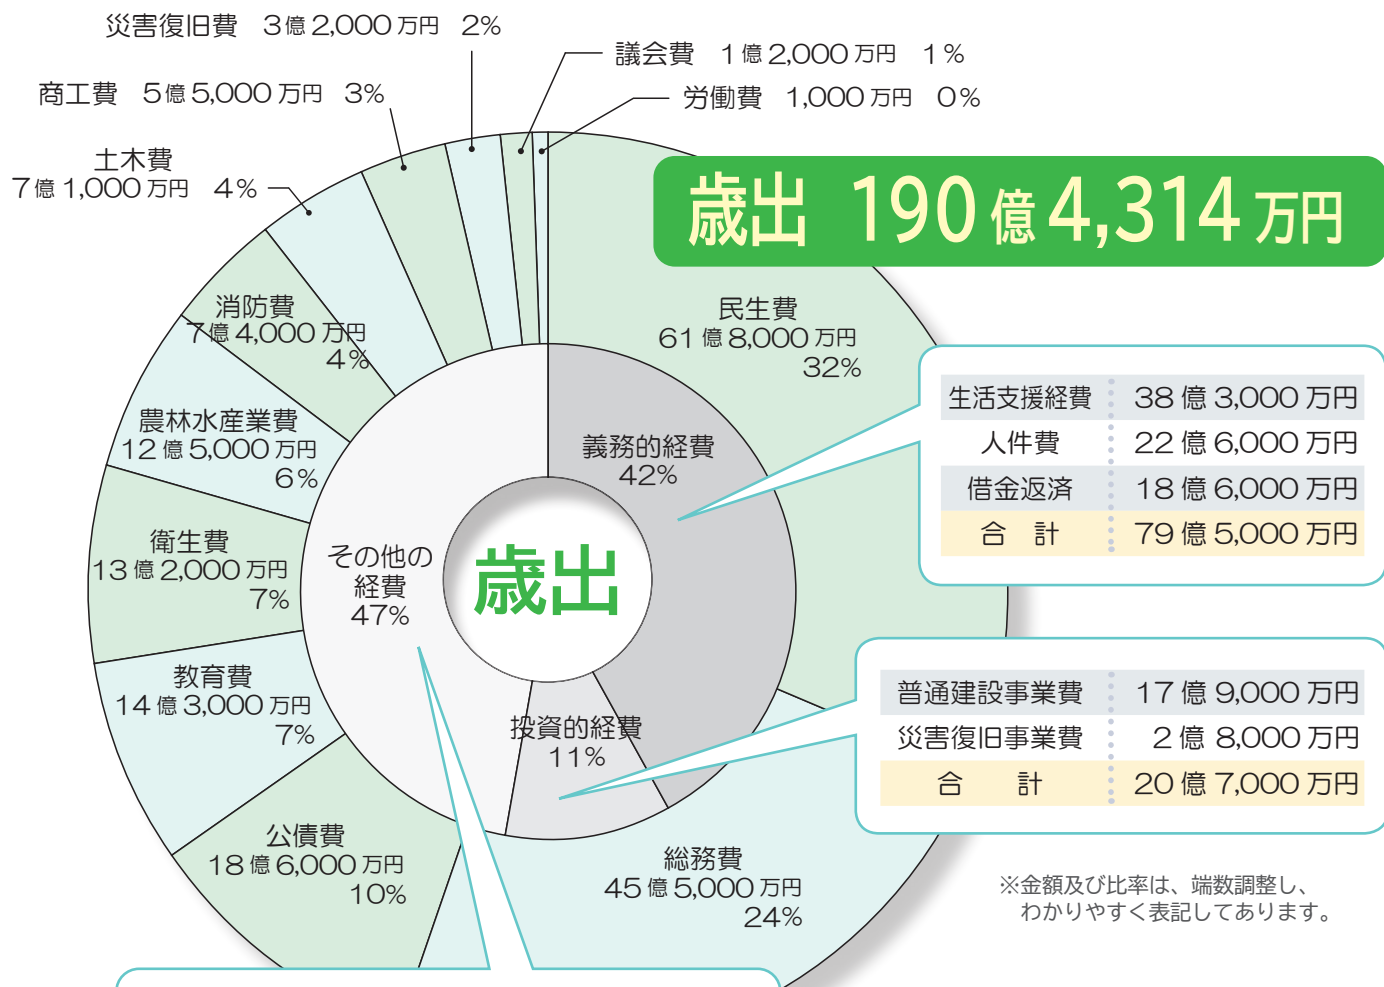 災害復旧費 3億2,000万円 2%
議会費 1億2,000万円 1%
商工費 5億5,000万円 3%
労働費 1,000万円 0%
土木費
7億1,000万円 4%
歳出 190億4,314万円
消防費
7億4,000万円
4%
民生費
61億8,000万円
32%
農林水産業費
12億5,000万円
6%
義務的経費
42%
生活支援経費 38億3,000万円
人件費 22億6,000万円
借金返済 18億6,000万円
合計 79億5,000万円
衛生費
13億2,000万円
7%
その他の
経費
47%
歳出
教育費
14億3,000万円
7%
投資的経費
11%
普通建設事業費 17億9,000万円
災害復旧事業費 2億8,000万円
合計 20億7,000万円
公債費
18億6,000万円
10%
総務費
45億5,000万円
24%
※金額及び比率は、端数調整し、
わかりやすく表記してあります。